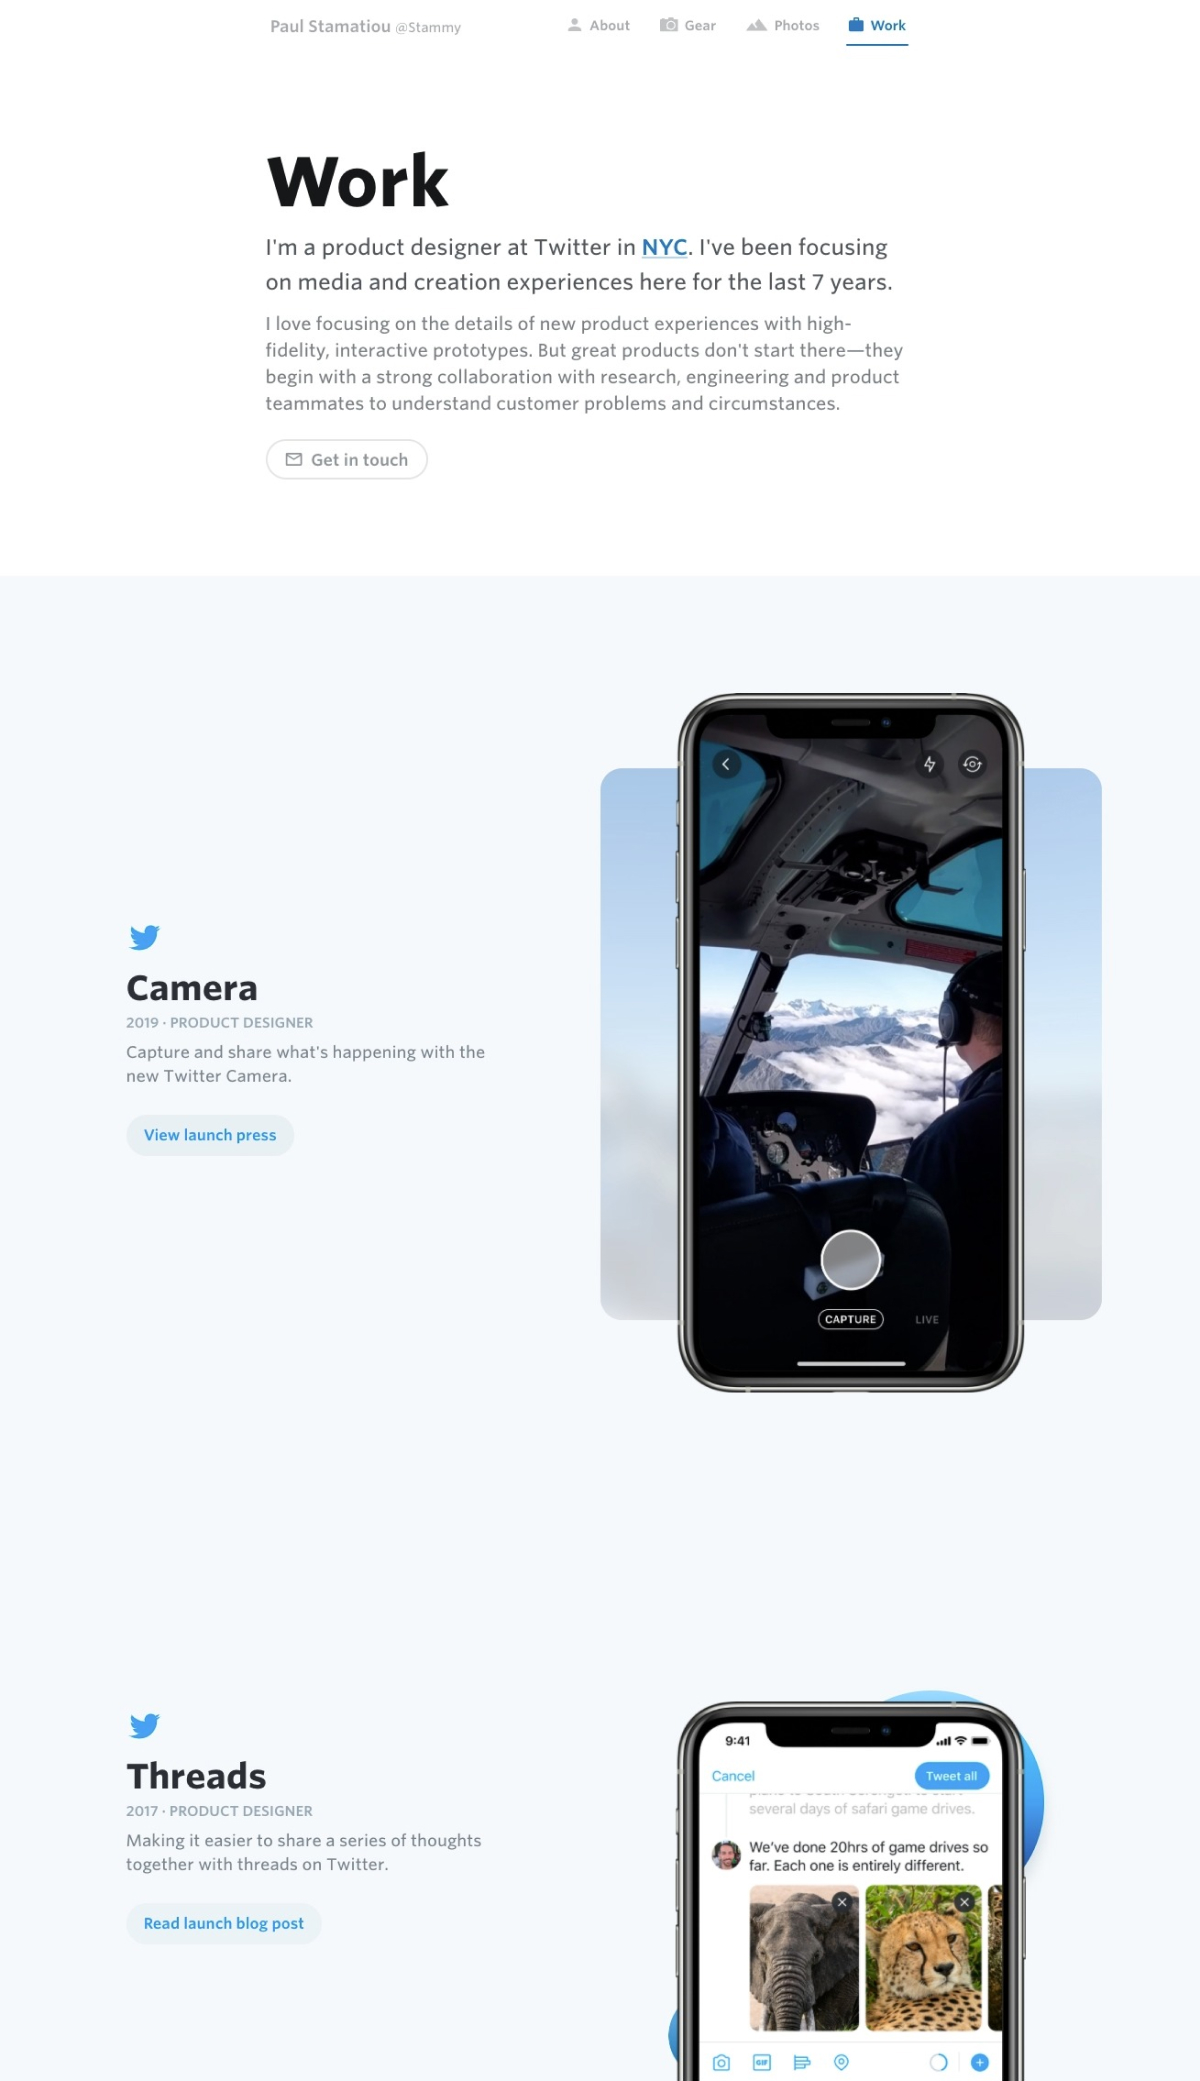 Paul Stamatiou @Stammy
About
Gear
Photos
Work
Work
I'm a product designer at Twitter in NYC. I've been focusing
on media and creation experiences here for the last 7 years.
I love focusing on the details of new product experiences with high-
fidelity, interactive prototypes. But great products don't start there—they
begin with a strong collaboration with research, engineering and product
teammates to understand customer problems and circumstances.
Get in touch
Camera
2019 · PRODUCT DESIGNER
Capture and share what's happening with the
new Twitter Camera.
View launch press
CAPTURE
LIVE
Threads
2017 · PRODUCT DESIGNER
Making it easier to share a series of thoughts
together with threads on Twitter.
Read launch blog post
9:41
Cancel
Tweet all
several days of safari game drives.
We've done 20hrs of game drives so
far. Each one is entirely different.
GIF